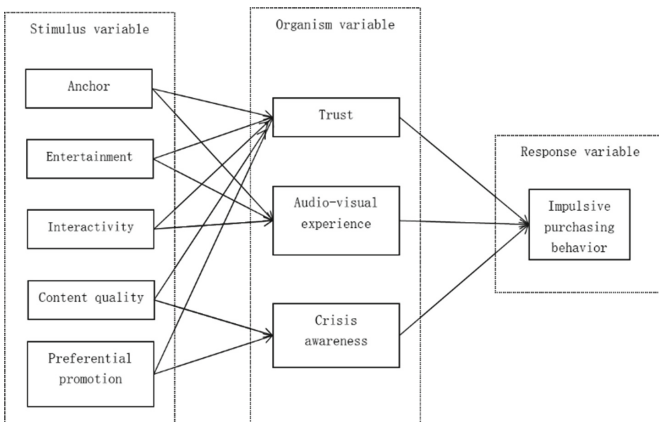 Stimulus variable
Anchor
Entertainment
Interactivity
Content quality
Preferential
promotion
Organism variable
Trust
Audio-visual
experience
Crisis
awareness
Response variable
Impulsive
purchasing
behavior